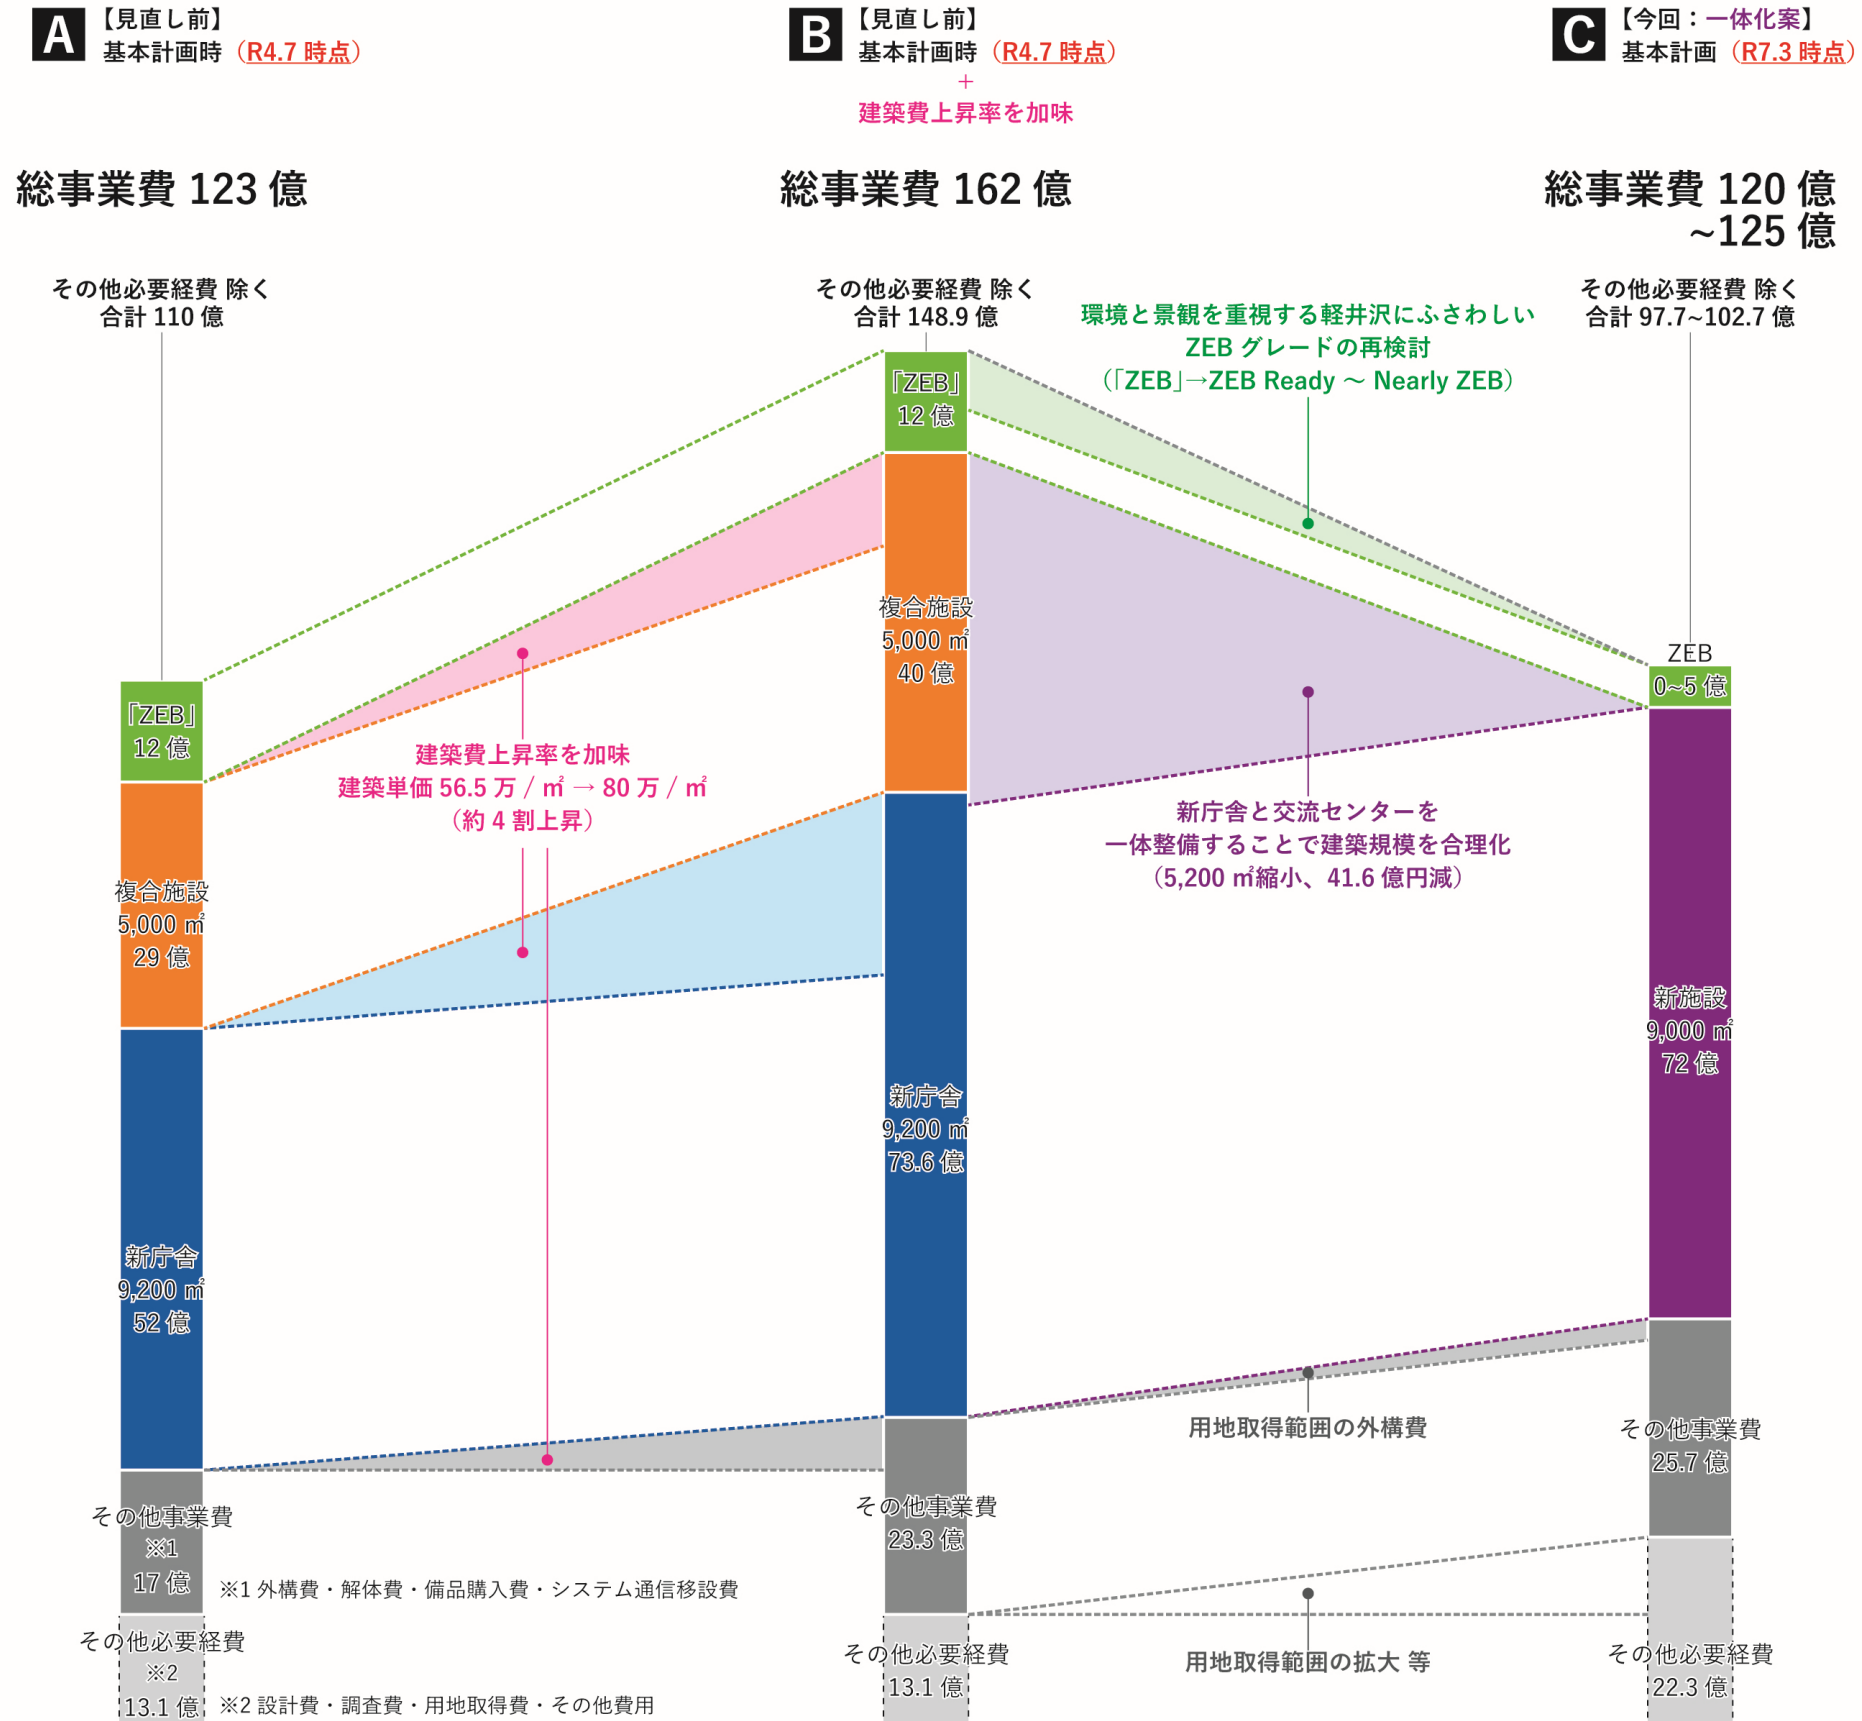 A
【見直し前】
基本計画時（R4.7 時点）
総事業費 123 億
その他必要経費 除く
合計 110 億
「ZEB」
12 億
複合施設
5,000 ㎡
29 億
新庁舎
9,200 ㎡
52 億
その他事業費
※1
17 億
その他必要経費
※2
13.1 億
※1 外構費・解体費・備品購入費・システム通信移設費
※2 設計費・調査費・用地取得費・その他費用
建築費上昇率を加味
建築単価 56.5 万 / ㎡ → 80 万 / ㎡
（約 4 割上昇）
B
【見直し前】
基本計画時（R4.7 時点）
＋
建築費上昇率を加味
総事業費 162 億
その他必要経費 除く
合計 148.9 億
「ZEB」
12 億
複合施設
5,000 ㎡
40 億
新庁舎
9,200 ㎡
73.6 億
その他事業費
23.3 億
その他必要経費
13.1 億
環境と景観を重視する軽井沢にふさわしい
ZEB グレードの再検討
（「ZEB」→ZEB Ready ～ Nearly ZEB）
新庁舎と交流センターを
一体整備することで建築規模を合理化
（5,200 ㎡縮小、41.6 億円減）
用地取得範囲の外構費
用地取得範囲の拡大 等
C
【今回：一体化案】
基本計画（R7.3 時点）
総事業費 120 億
~125 億
その他必要経費 除く
合計 97.7~102.7 億
ZEB
0~5 億
新施設
9,000 ㎡
72 億
その他事業費
25.7 億
その他必要経費
22.3 億